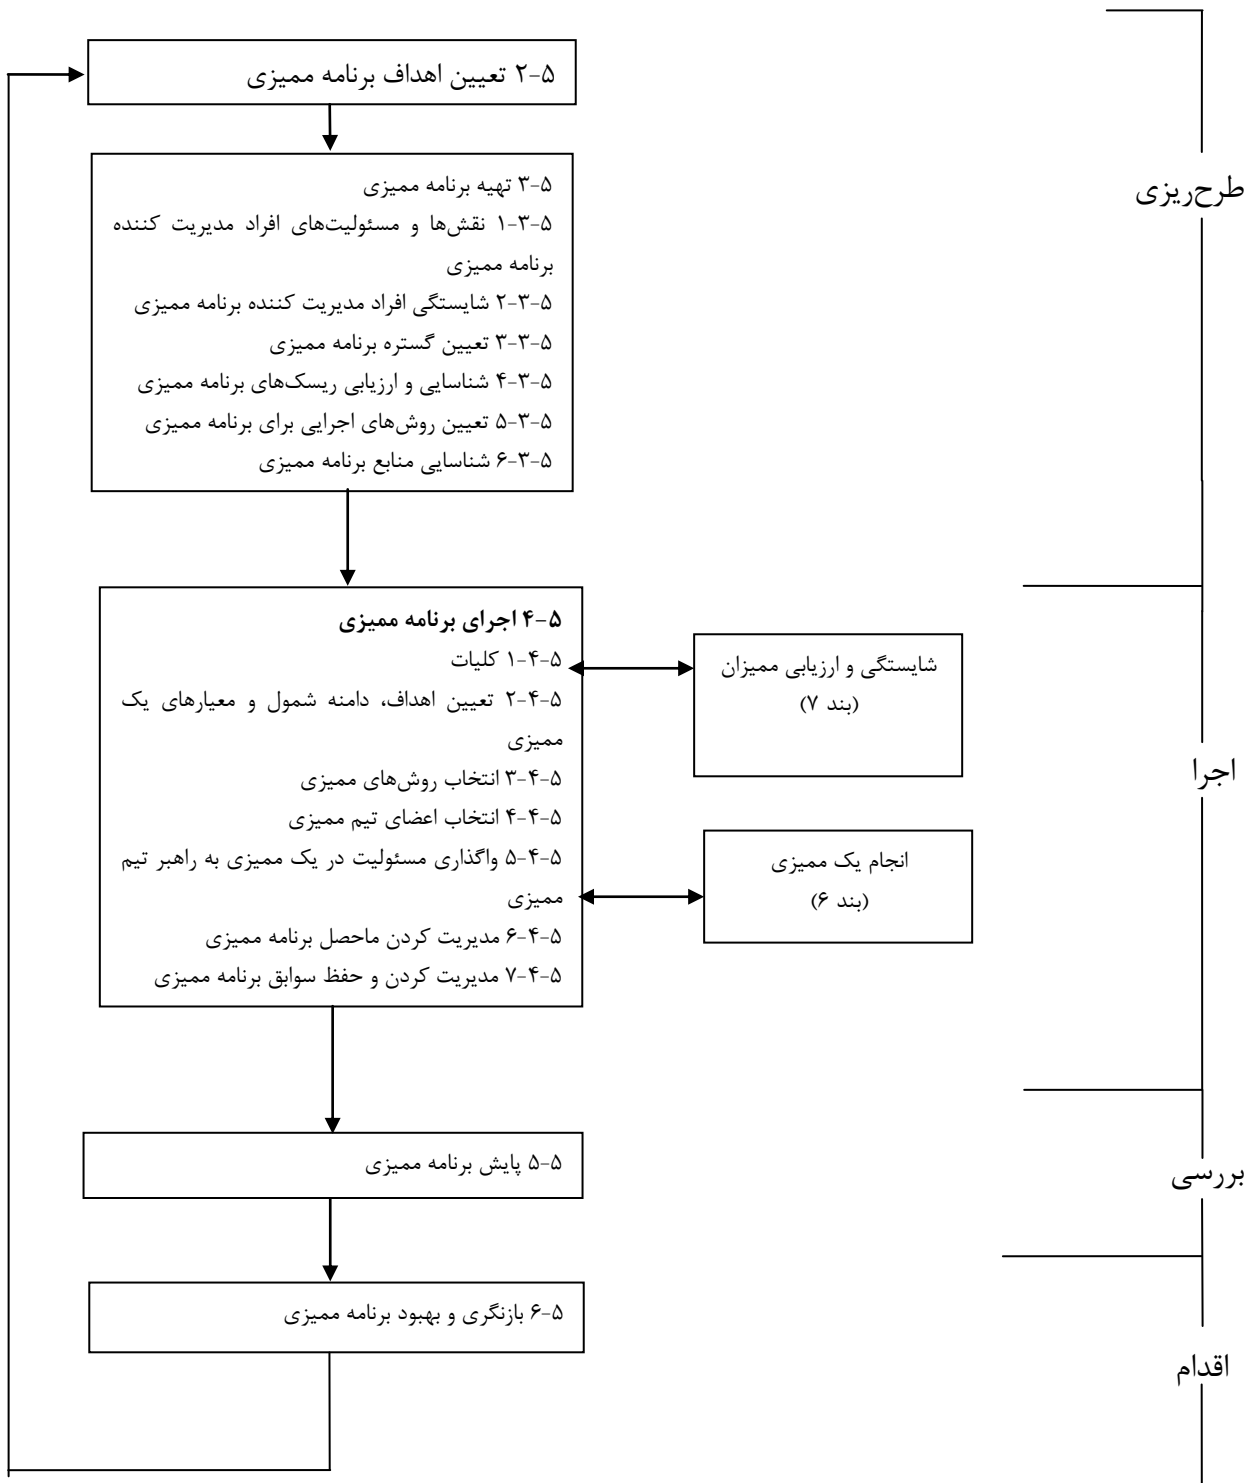 ۲-۵ تعیین اهداف برنامه ممیزی
۳-۵ تهیه برنامه ممیزی
۱-۳-۵ نقش‌ها و مسئولیت‌های افراد مدیریت کننده
برنامه ممیزی
۲-۳-۵ شایستگی افراد مدیریت کننده برنامه ممیزی
۳-۳-۵ تعیین گستره برنامه ممیزی
۴-۳-۵ شناسایی و ارزیابی ریسک‌های برنامه ممیزی
۵-۳-۵ تعیین روش‌های اجرایی برای برنامه ممیزی
۶-۳-۵ شناسایی منابع برنامه ممیزی
طرح‌ریزی
۴-۵ اجرای برنامه ممیزی
۱-۴-۵ کلیات
۲-۴-۵ تعیین اهداف، دامنه شمول و معیارهای یک
ممیزی
۳-۴-۵ انتخاب روش‌های ممیزی
۴-۴-۵ انتخاب اعضای تیم ممیزی
۵-۴-۵ واگذاری مسئولیت در یک ممیزی به راهبر تیم
ممیزی
۶-۴-۵ مدیریت کردن ماحصل برنامه ممیزی
۷-۴-۵ مدیریت کردن و حفظ سوابق برنامه ممیزی
شایستگی و ارزیابی ممیزان
(بند ۷)
انجام یک ممیزی
(بند ۶)
اجرا
۵-۵ پایش برنامه ممیزی
بررسی
۶-۵ بازنگری و بهبود برنامه ممیزی
اقدام